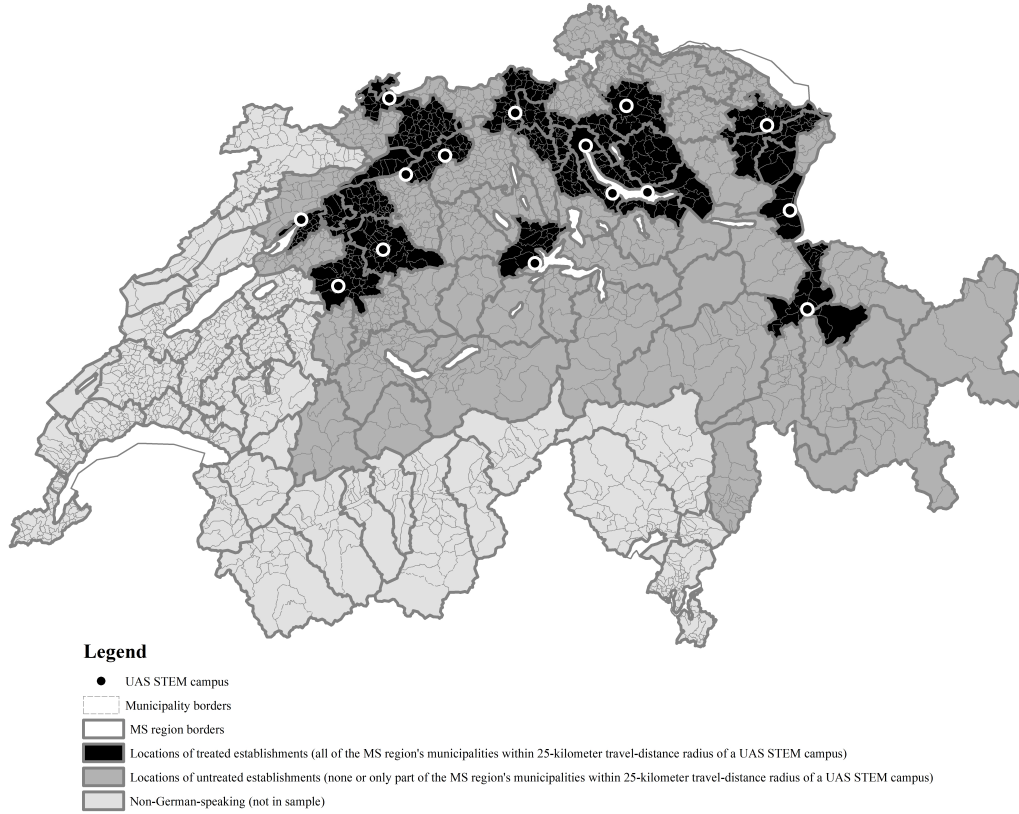 Legend
UAS STEM campus
Municipality borders
MS region borders
Locations of treated establishments (all of the MS region's municipalities within 25-kilometer travel-distance radius of a UAS STEM campus)
Locations of untreated establishments (none or only part of the MS region's municipalities within 25-kilometer travel-distance radius of a UAS STEM campus)
Non-German-speaking (not in sample)